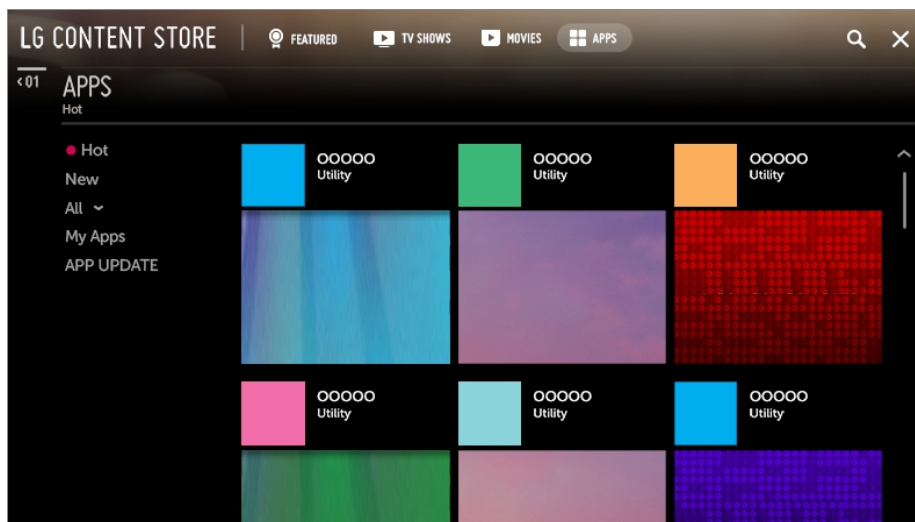 LG CONTENT STORE
FEATURED
TV SHOWS
MOVIES
APPS
<01
APPS
Hot
Hot
New
All
My Apps
APP UPDATE
OOOOO
Utility
OOOOO
Utility
OOOOO
Utility
OOOOO
Utility
OOOOO
Utility
OOOOO
Utility